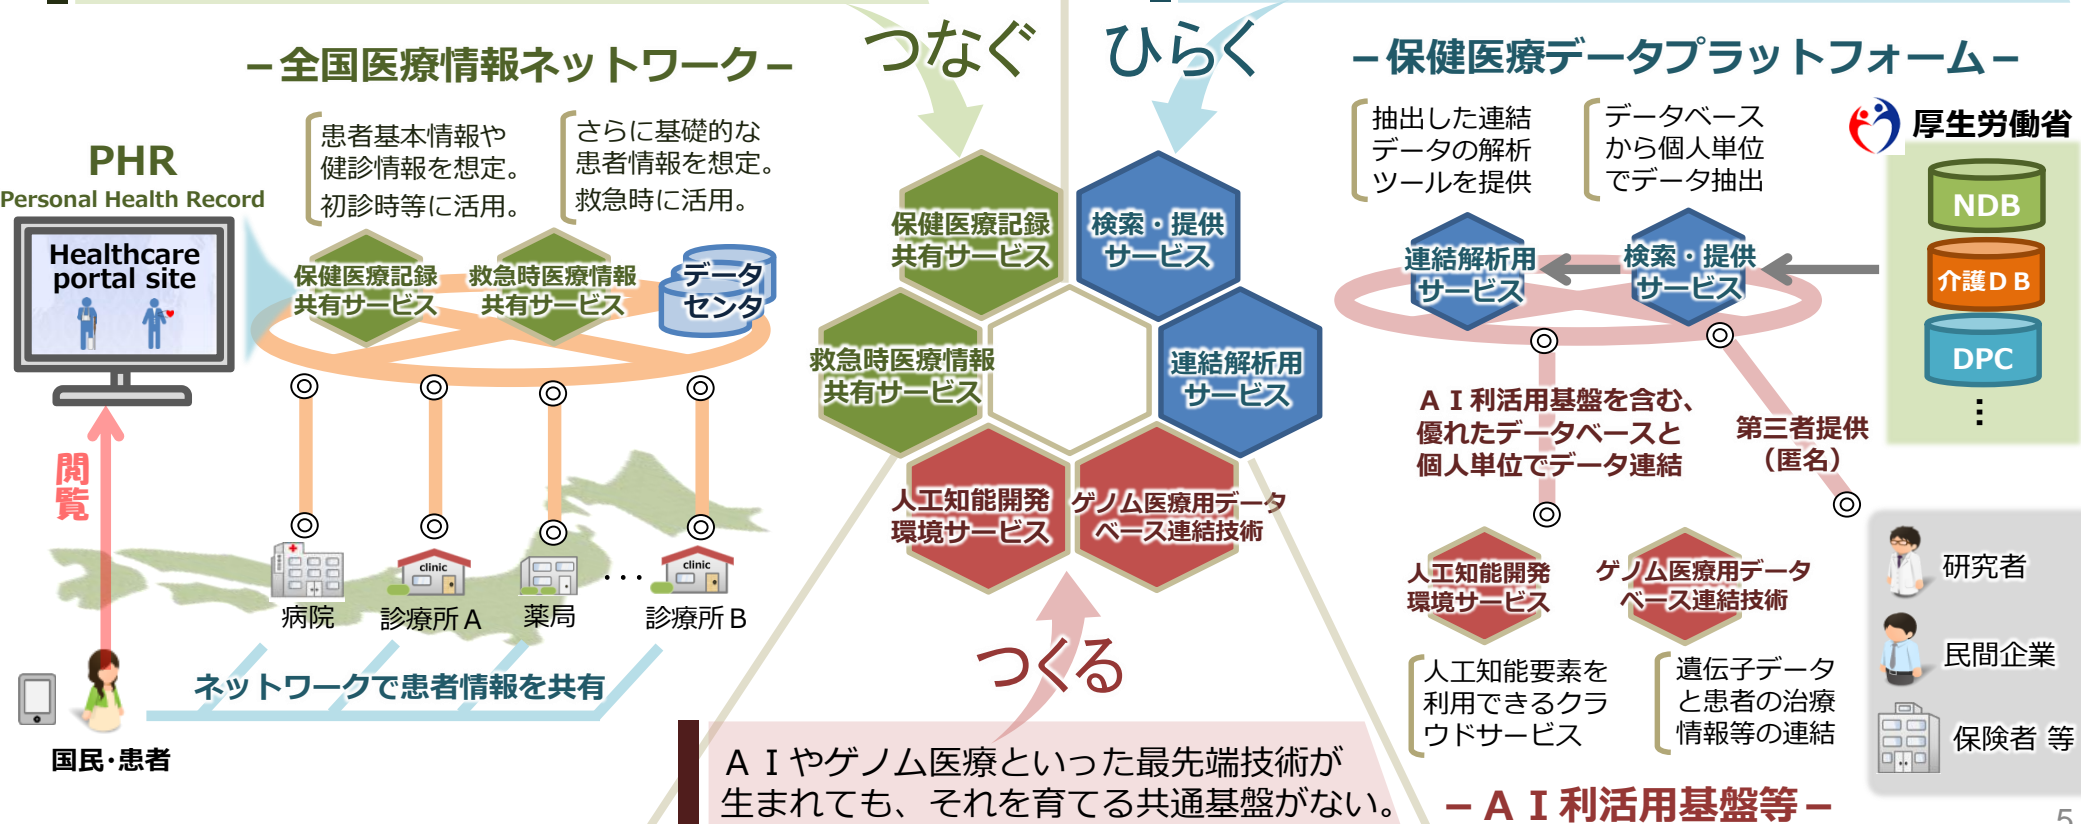 つなぐ
ひらく
－全国医療情報ネットワーク－
PHR
Personal Health Record
Healthcare
portal site
患者基本情報や
健診情報を想定。
初診時等に活用。
さらに基礎的な
患者情報を想定。
救急時に活用。
保健医療記録
共有サービス
救急時医療情報
共有サービス
データ
センタ
閲覧
clinic
clinic
病院
診療所Ａ
薬局
･･･
診療所Ｂ
ネットワークで患者情報を共有
国民･患者
保健医療記録
共有サービス
検索・提供
サービス
救急時医療情報
共有サービス
連結解析用
サービス
人工知能開発
環境サービス
ゲノム医療用データ
ベース連結技術
つくる
ＡＩやゲノム医療といった最先端技術が
生まれても、それを育てる共通基盤がない。
－保健医療データプラットフォーム－
抽出した連結
データの解析
ツールを提供
データベース
から個人単位
でデータ抽出
厚生労働省
NDB
介護ＤＢ
DPC
…
連結解析用
サービス
検索・提供
サービス
ＡＩ利活用基盤を含む、
優れたデータベースと
個人単位でデータ連結
第三者提供
（匿名）
人工知能開発
環境サービス
ゲノム医療用データ
ベース連結技術
人工知能要素を
利用できるクラ
ウドサービス
遺伝子データ
と患者の治療
情報等の連結
研究者
民間企業
保険者 等
－ＡＩ利活用基盤等－
5